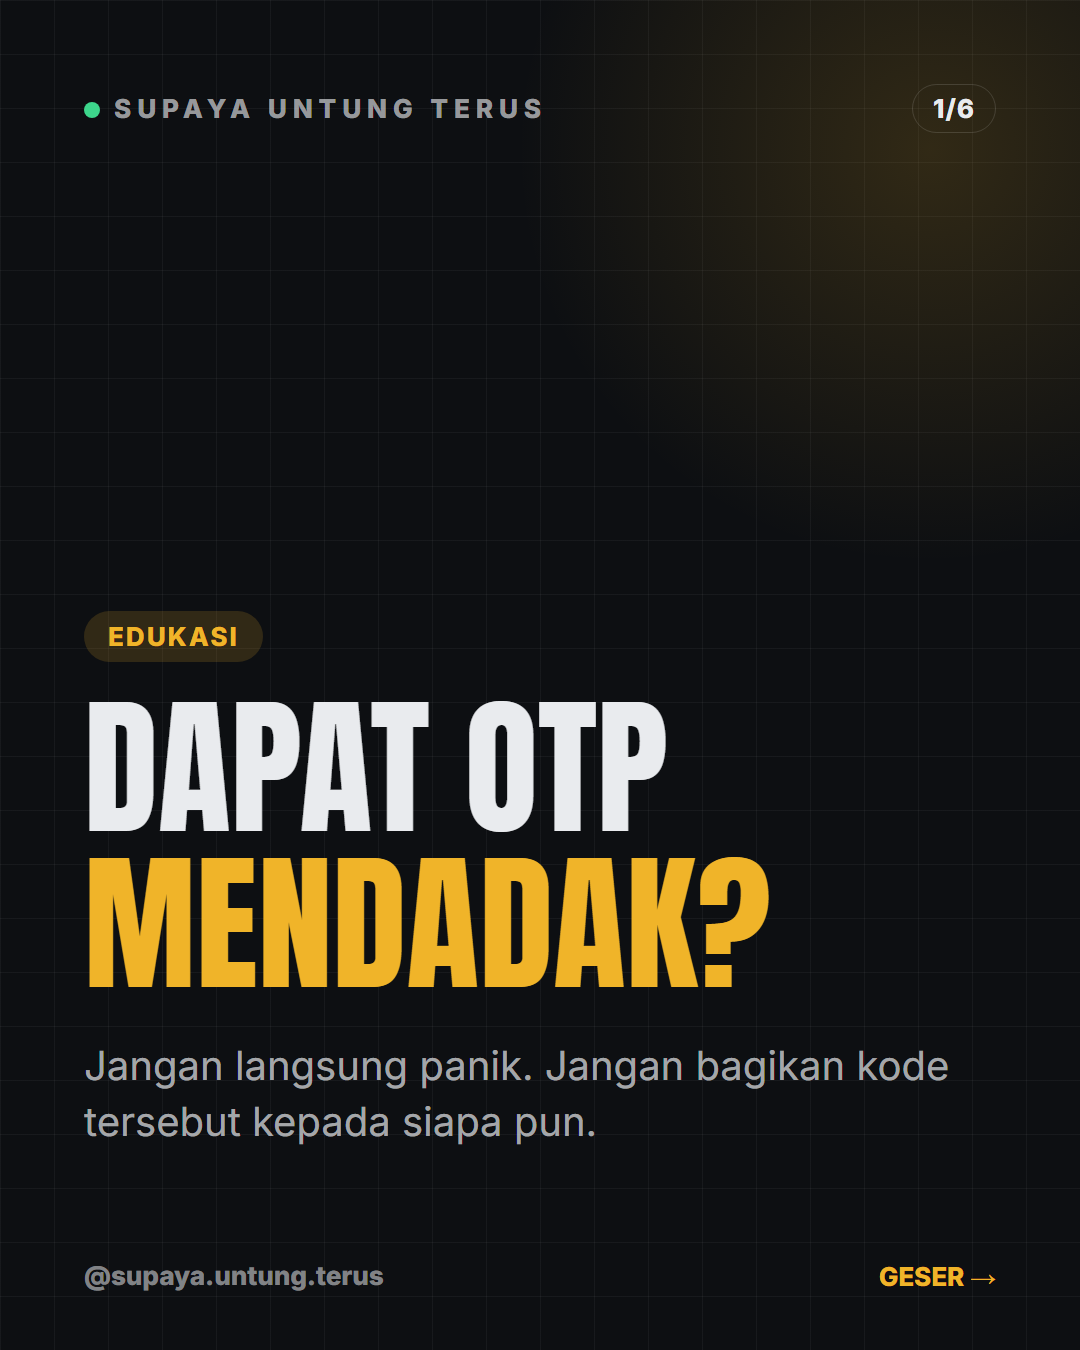 SUPAYA UNTUNG TERUS
1/6
EDUKASI
DAPAT OTP
MENDADAK?
Jangan langsung panik. Jangan bagikan kode
tersebut kepada siapa pun.
@supaya.untung.terus
GESER →